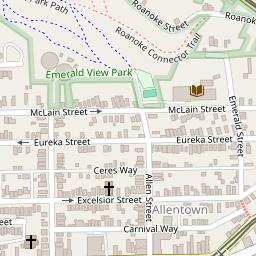 Roanoke Street
Roanoke
Park Path
Roanoke Connector Trail
Emerald View Park
McLain Street
McLain Street
Emerald Street
Eureka Street
Eureka Street
Ceres Way
Allen Street
Excelsior Street
Allentown
Carnival Way